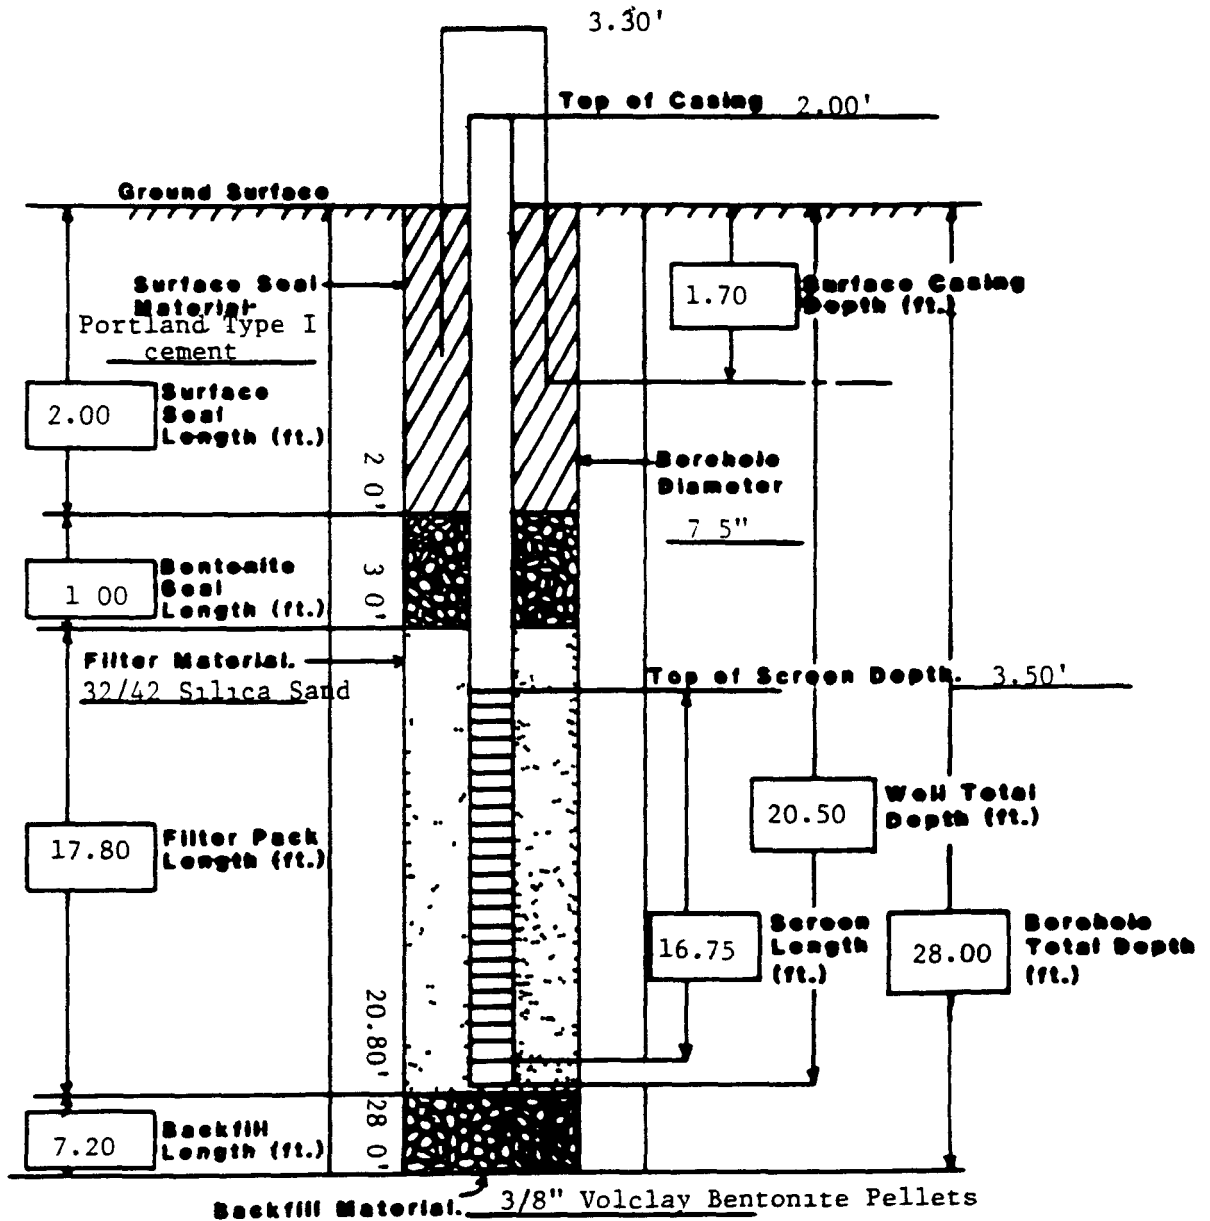 3.30'
Top of Casing 2.00'
Ground Surface
Surface Seal
Material
Portland Type I
cement
1.70
Surface Casing
Depth (ft.)
2.00
Surface
Seal
Length (ft.)
2 0'
Borehole
Diameter
7 5"
1 00
Bentonite
Seal
Length (ft.)
3 0'
Filter Material.
32/42 Silica Sand
Top of Screen Depth. 3.50'
17.80
Filter Pack
Length (ft.)
20.50
Well Total
Depth (ft.)
16.75
Screen
Length
(ft.)
28.00
Borehole
Total Depth
(ft.)
20.80'
7.20
Backfill
Length (ft.)
28 0'
Backfill Material. 3/8" Volclay Bentonite Pellets